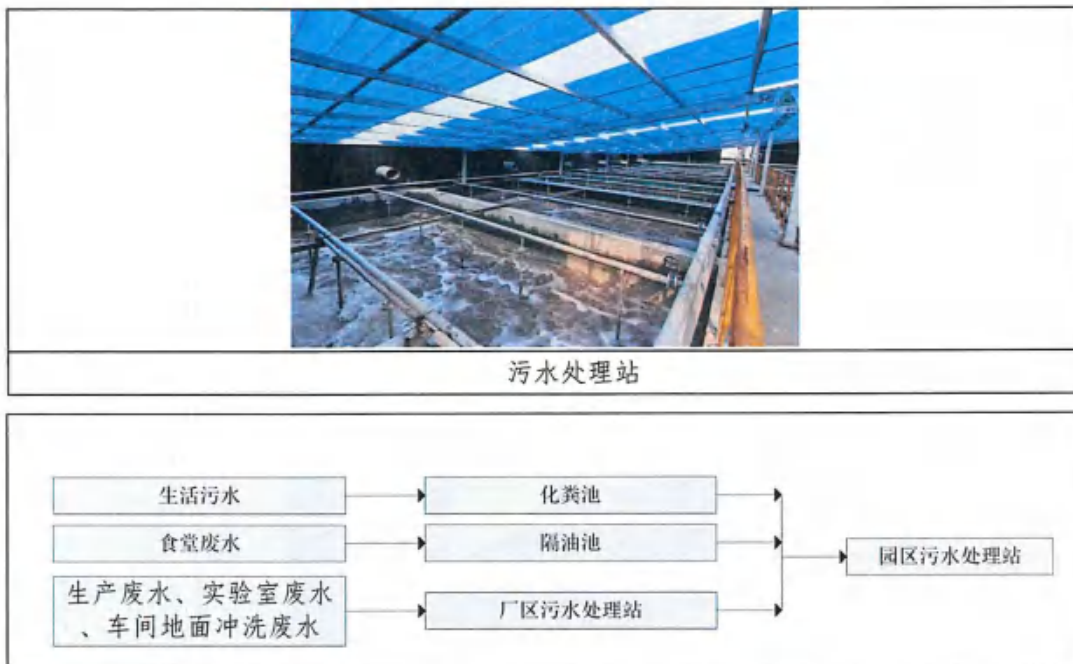 污水处理站
生活污水
化粪池
食堂废水
隔油池
园区污水处理站
生产废水、实验室废水
、车间地面冲洗废水
厂区污水处理站